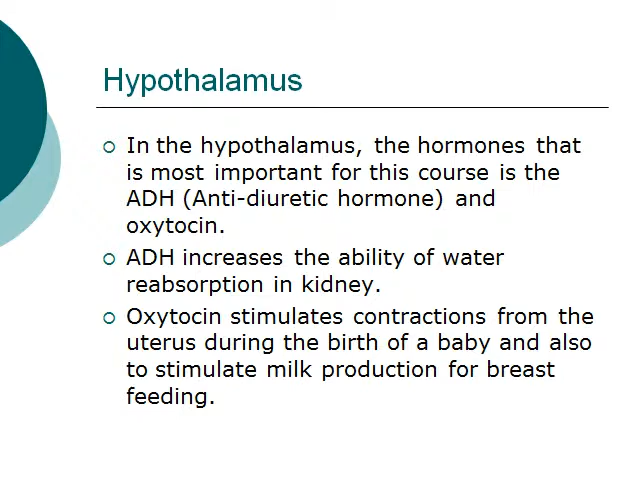 Hypothalamus
In the hypothalamus, the hormones that
is most important for this course is the
ADH (Anti-diuretic hormone) and
oxytocin.
ADH increases the ability of water
reabsorption in kidney.
Oxytocin stimulates contractions from the
uterus during the birth of a baby and also
to stimulate milk production for breast
feeding.